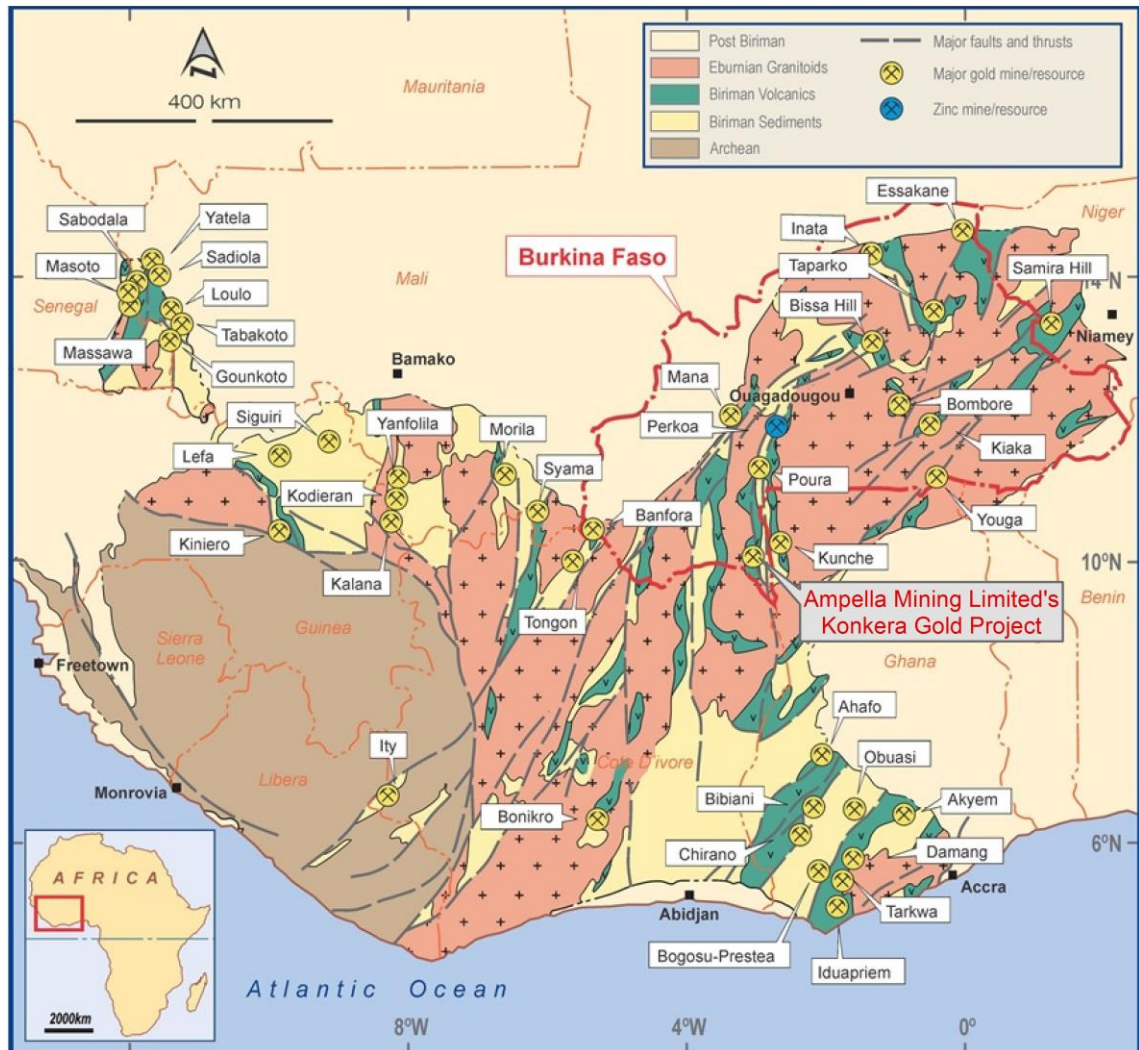 Post Biriman
Eburnian Granitoids
Biriman Volcanics
Biriman Sediments
Archean
Major faults and thrusts
Major gold mine/resource
Zinc mine/resource
N
400 km
Mauritania
Mali
Senegal
Niger
Burkina Faso
Essakane
Inata
Taparko
Samira Hill
Bissa Hill
14°N
Niamey
Sabodala
Yatela
Masoto
Sadiola
Loulo
Tabakoto
Massawa
Gounkoto
Bamako
Mana
Ouagadougou
Perkoa
Bombore
Kiaka
Siguiri
Yanfolila
Morila
Lefa
Syama
Kodieran
Poura
Banfora
Youga
Kiniero
Kunche
Kalana
10°N
Tongon
Ampella Mining Limited's
Konkera Gold Project
Benin
Guinea
Sierra
Leone
Freetown
Ghana
Ahafo
Ity
Obuasi
Cote D'ivore
Libera
Monrovia
Bibiani
Akyem
Bonikro
Chirano
Damang
6°N
Accra
Tarkwa
Abidjan
Bogosu-Prestea
Iduapriem
AFRICA
2000km
Atlantic Ocean
8°W
4°W
0°